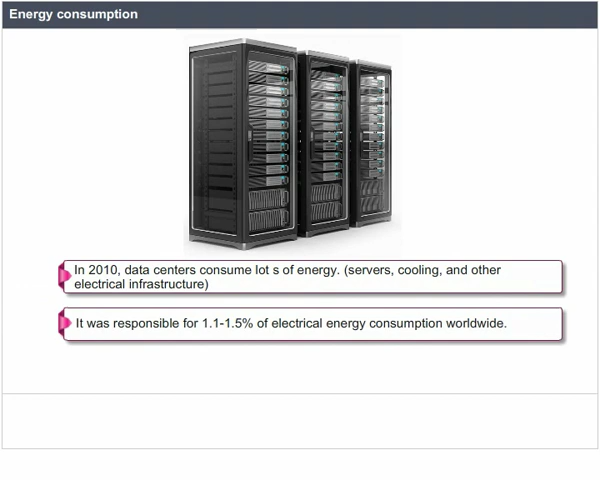 Energy consumption
In 2010, data centers consume lot s of energy. (servers, cooling, and other
electrical infrastructure)
It was responsible for 1.1-1.5% of electrical energy consumption worldwide.